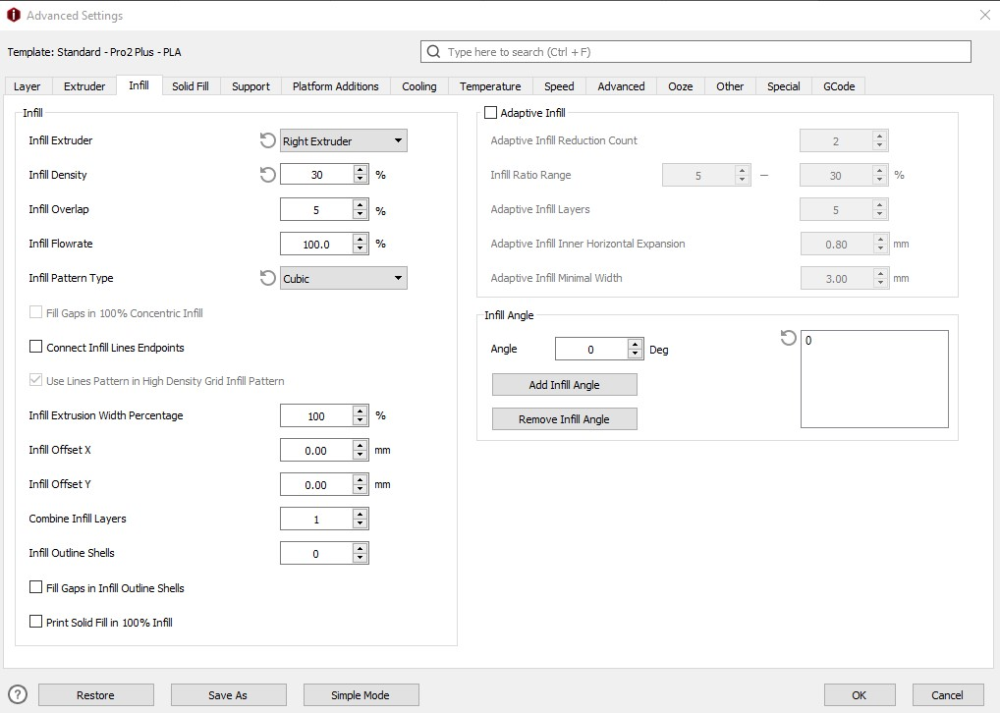 Advanced Settings
Template: Standard - Pro2 Plus - PLA
Type here to search (Ctrl + F)
Layer Extruder Infill Solid Fill Support Platform Additions Cooling Temperature Speed Advanced Ooze Other Special GCode
Infill
Infill Extruder Right Extruder
Infill Density 30 %
Infill Overlap 5 %
Infill Flowrate 100.0 %
Infill Pattern Type Cubic
Fill Gaps in 100% Concentric Infill
Connect Infill Lines Endpoints
Use Lines Pattern in High Density Grid Infill Pattern
Infill Extrusion Width Percentage 100 %
Infill Offset X 0.00 mm
Infill Offset Y 0.00 mm
Combine Infill Layers 1
Infill Outline Shells 0
Fill Gaps in Infill Outline Shells
Print Solid Fill in 100% Infill
Adaptive Infill
Adaptive Infill Reduction Count 2
Infill Ratio Range 5 – 30 %
Adaptive Infill Layers 5
Adaptive Infill Inner Horizontal Expansion 0.80 mm
Adaptive Infill Minimal Width 3.00 mm
Infill Angle
Angle 0 Deg
0
Add Infill Angle
Remove Infill Angle
? Restore Save As Simple Mode OK Cancel